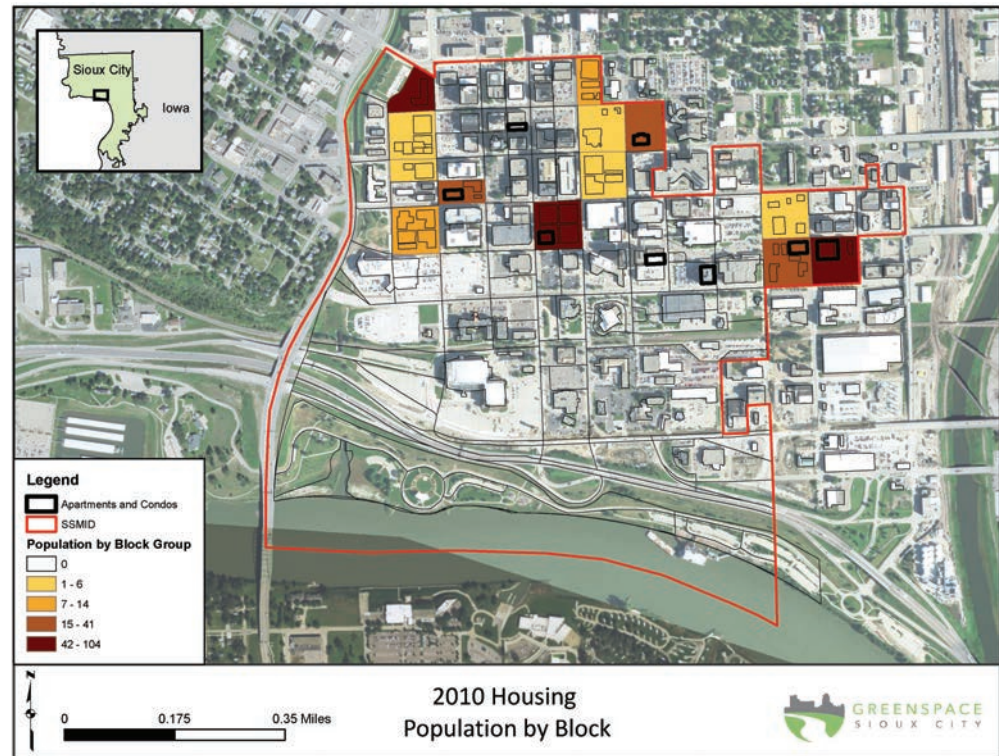 Sioux City
Iowa
Legend
Apartments and Condos
SSMID
Population by Block Group
0
1 - 6
7 - 14
15 - 41
42 - 104
N
0 0.175 0.35 Miles
2010 Housing
Population by Block
GREENSPACE
SIOUX CITY